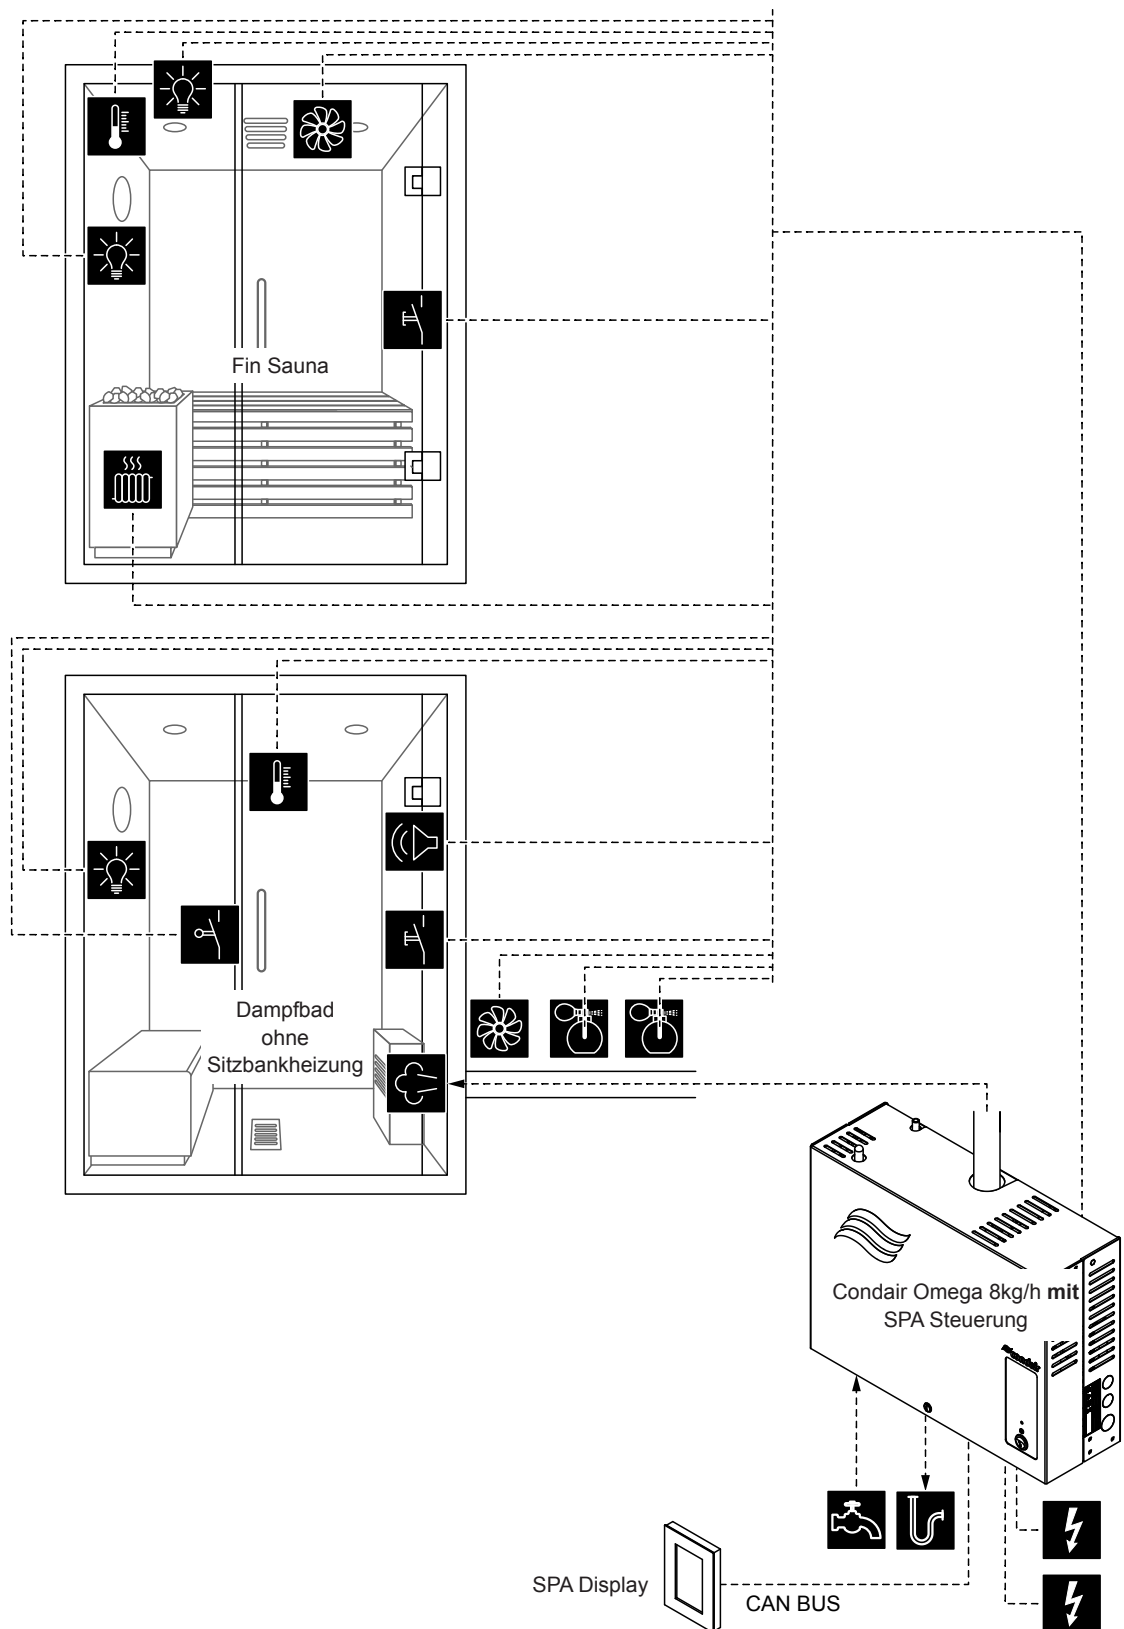 Fin Sauna
Dampfbad
ohne
Sitzbankheizung
Condair Omega 8kg/h mit
SPA Steuerung
SPA Display
CAN BUS